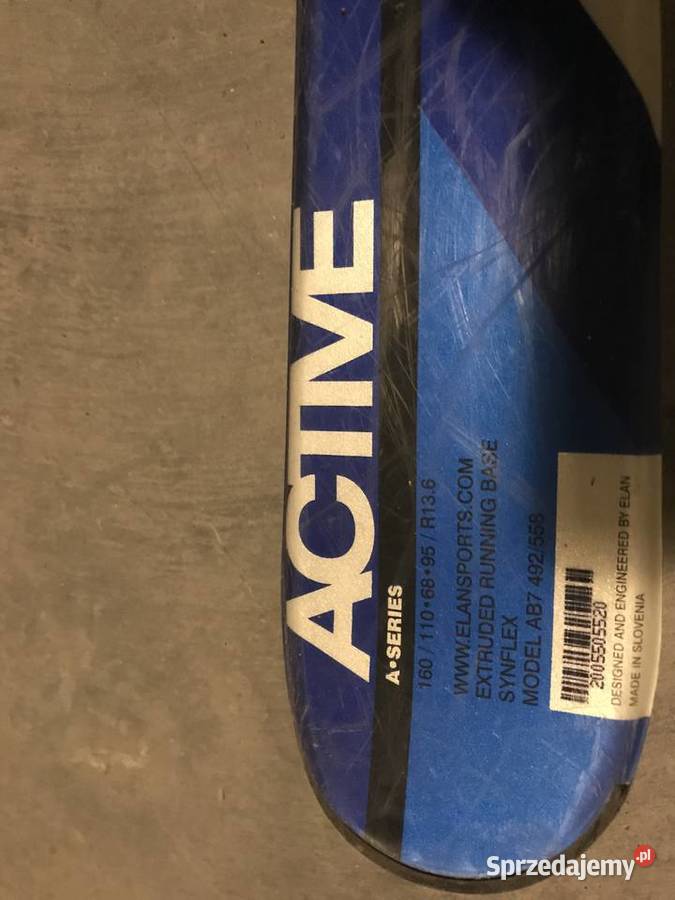 ACTIVE
A•SERIES
160 / 110•68•95 / R13.6
WWW.ELANSPORTS.COM
EXTRUDED RUNNING BASE
SYNFLEX
MODEL AB7 492/558
2005505520
DESIGNED AND ENGINEERED BY ELAN
MADE IN SLOVENIA
Sprzedajemy.pl